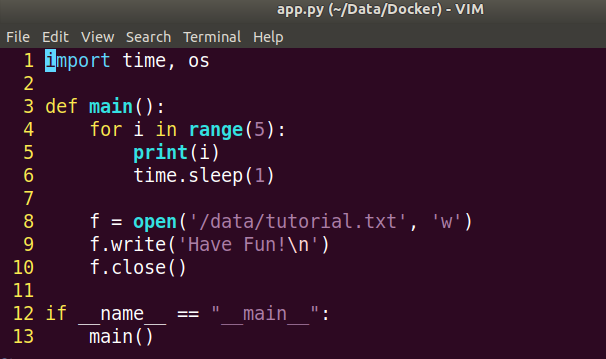 app.py (~/Data/Docker) - VIM
File Edit View Search Terminal Help
1 import time, os
2
3 def main():
4     for i in range(5):
5         print(i)
6         time.sleep(1)
7
8     f = open('/data/tutorial.txt', 'w')
9     f.write('Have Fun!\n')
10     f.close()
11
12 if __name__ == "__main__":
13     main()